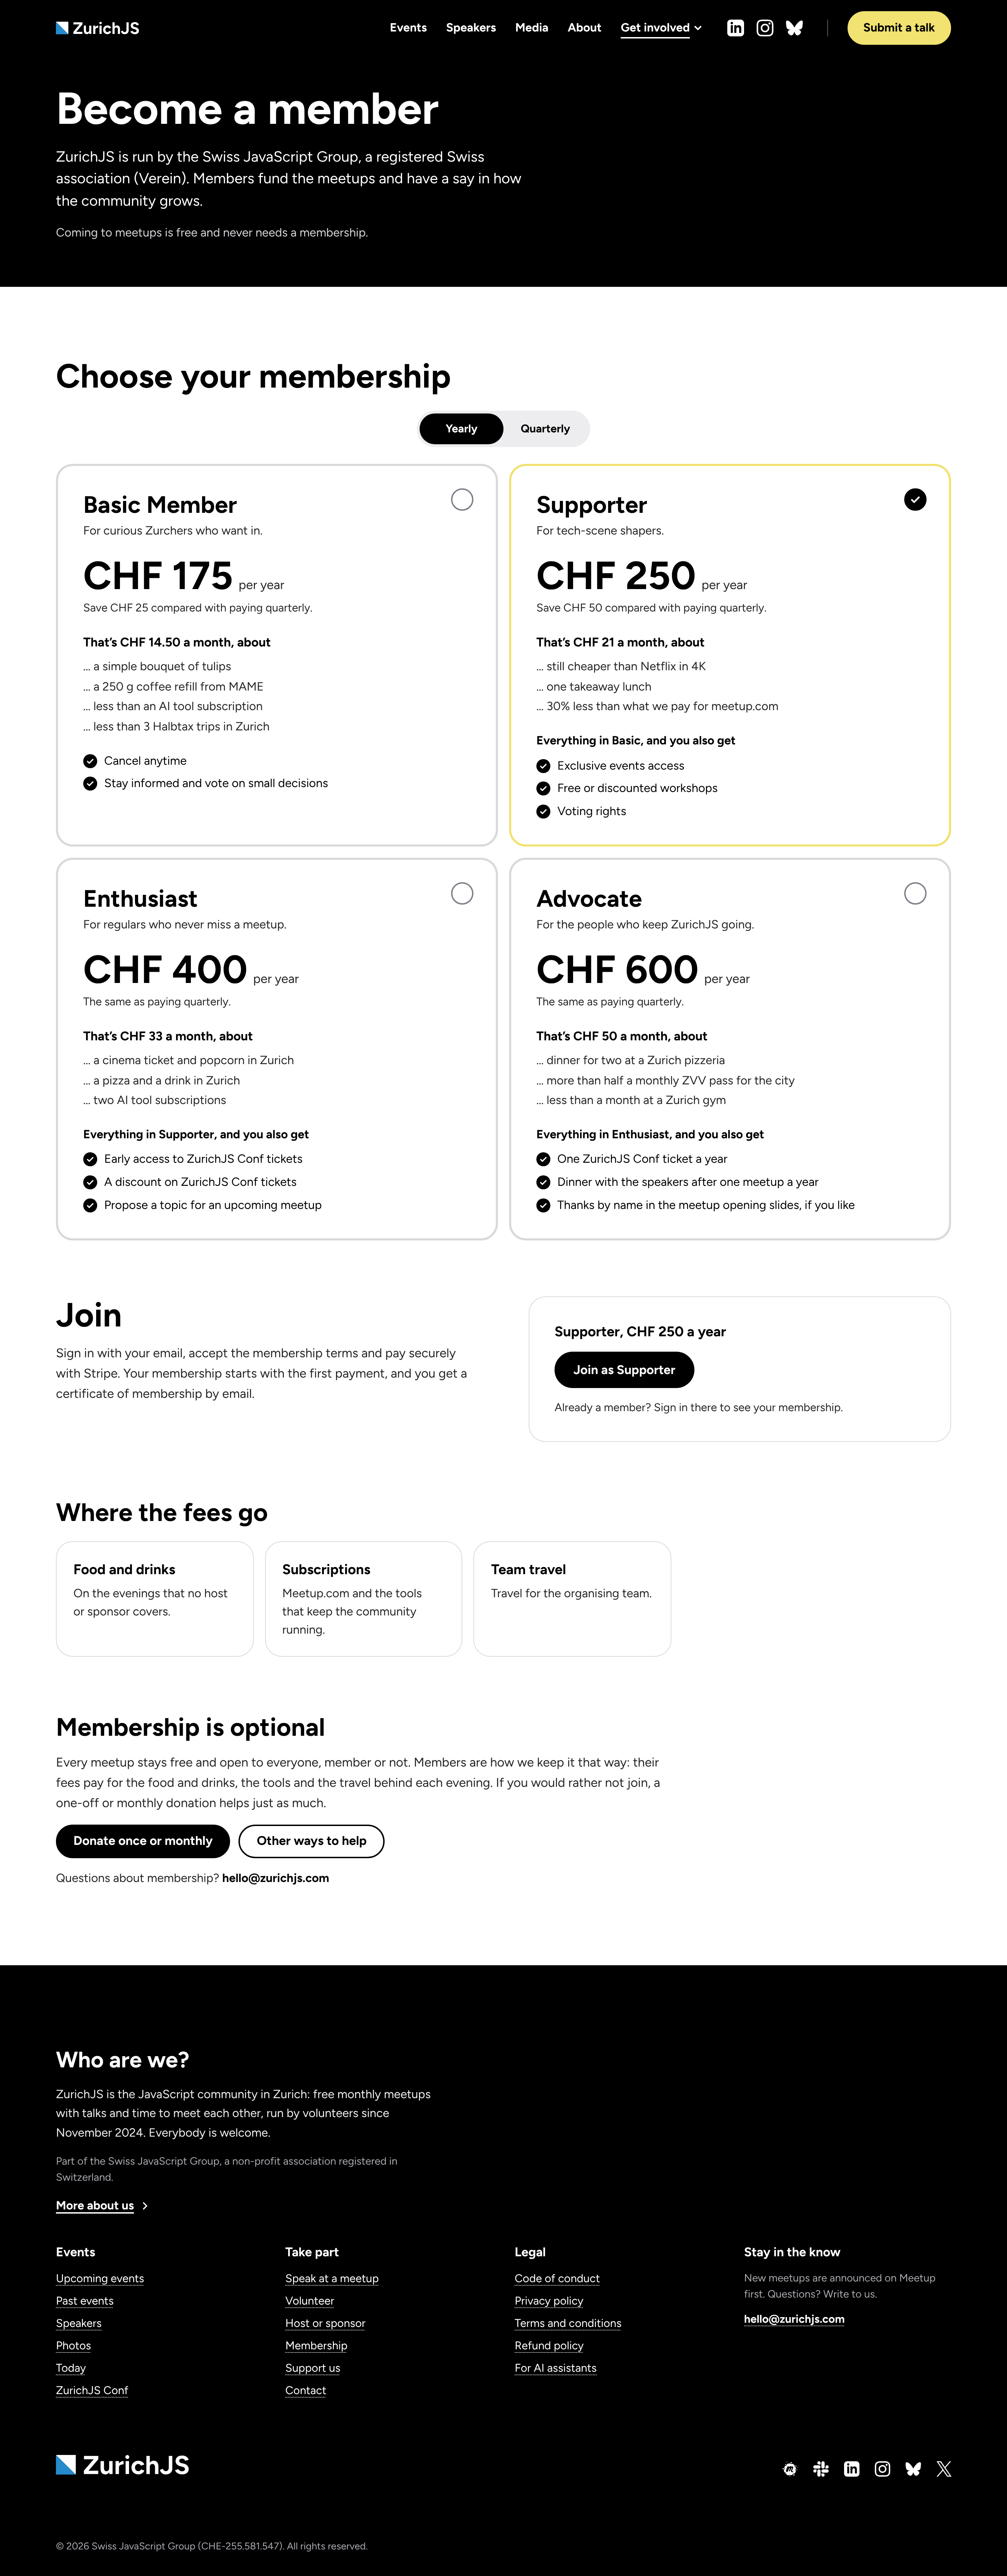 ZurichJS
Events
Speakers
Media
About
Get involved
Submit a talk
Become a member
ZurichJS is run by the Swiss JavaScript Group, a registered Swiss
association (Verein). Members fund the meetups and have a say in how
the community grows.
Coming to meetups is free and never needs a membership.
Choose your membership
Yearly
Quarterly
Basic Member
For curious Zurchers who want in.
CHF 175 per year
Save CHF 25 compared with paying quarterly.
That’s CHF 14.50 a month, about
... a simple bouquet of tulips
... a 250 g coffee refill from MAME
... less than an AI tool subscription
... less than 3 Halbtax trips in Zurich
Cancel anytime
Stay informed and vote on small decisions
Supporter
For tech-scene shapers.
CHF 250 per year
Save CHF 50 compared with paying quarterly.
That’s CHF 21 a month, about
... still cheaper than Netflix in 4K
... one takeaway lunch
... 30% less than what we pay for meetup.com
Everything in Basic, and you also get
Exclusive events access
Free or discounted workshops
Voting rights
Enthusiast
For regulars who never miss a meetup.
CHF 400 per year
The same as paying quarterly.
That’s CHF 33 a month, about
... a cinema ticket and popcorn in Zurich
... a pizza and a drink in Zurich
... two AI tool subscriptions
Everything in Supporter, and you also get
Early access to ZurichJS Conf tickets
A discount on ZurichJS Conf tickets
Propose a topic for an upcoming meetup
Advocate
For the people who keep ZurichJS going.
CHF 600 per year
The same as paying quarterly.
That’s CHF 50 a month, about
... dinner for two at a Zurich pizzeria
... more than half a monthly ZVV pass for the city
... less than a month at a Zurich gym
Everything in Enthusiast, and you also get
One ZurichJS Conf ticket a year
Dinner with the speakers after one meetup a year
Thanks by name in the meetup opening slides, if you like
Join
Sign in with your email, accept the membership terms and pay securely
with Stripe. Your membership starts with the first payment, and you get a
certificate of membership by email.
Supporter, CHF 250 a year
Join as Supporter
Already a member? Sign in there to see your membership.
Where the fees go
Food and drinks
On the evenings that no host
or sponsor covers.
Subscriptions
Meetup.com and the tools
that keep the community
running.
Team travel
Travel for the organising team.
Membership is optional
Every meetup stays free and open to everyone, member or not. Members are how we keep it that way: their
fees pay for the food and drinks, the tools and the travel behind each evening. If you would rather not join, a
one-off or monthly donation helps just as much.
Donate once or monthly
Other ways to help
Questions about membership? hello@zurichjs.com
Who are we?
ZurichJS is the JavaScript community in Zurich: free monthly meetups
with talks and time to meet each other, run by volunteers since
November 2024. Everybody is welcome.
Part of the Swiss JavaScript Group, a non-profit association registered in
Switzerland.
More about us
Events
Upcoming events
Past events
Speakers
Photos
Today
ZurichJS Conf
Take part
Speak at a meetup
Volunteer
Host or sponsor
Membership
Support us
Contact
Legal
Code of conduct
Privacy policy
Terms and conditions
Refund policy
For AI assistants
Stay in the know
New meetups are announced on Meetup
first. Questions? Write to us.
hello@zurichjs.com
ZurichJS
© 2026 Swiss JavaScript Group (CHE-255.581.547). All rights reserved.